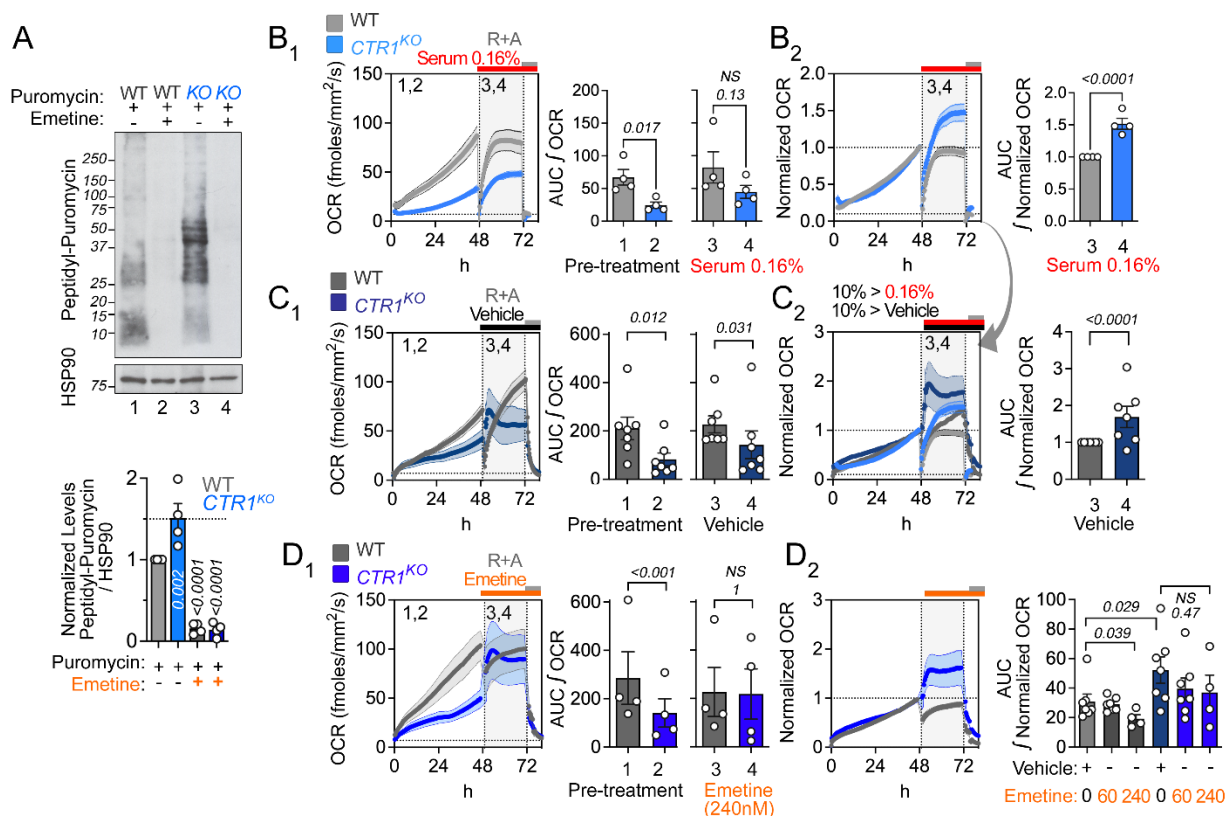 A
Puromycin: WT WT KO KO
+ + + +
Emetine: - + - +
Peptidyl-Puromycin
250
150
100
75
50
37
25
20
15
10
HSP90
75
1 2 3 4
WT
CTR1KO
Normalized Levels
Peptidyl-Puromycin
/ HSP90
2
1
0
0.002
<0.0001
<0.0001
Puromycin: + + + +
Emetine: - - + +
B1
WT
CTR1KO
R+A
Serum 0.16%
OCR (fmoles/mm²/s)
150
100
50
0
1,2
3,4
0 24 48 72
h
AUC ∫ OCR
200
150
100
50
0
0.017
1 2
Pre-treatment
NS
0.13
3 4
Serum 0.16%
B2
Normalized OCR
2.0
1.5
1.0
0.5
0.0
3,4
0 24 48 72
h
AUC
∫ Normalized OCR
2.0
1.5
1.0
0.5
0.0
<0.0001
3 4
Serum 0.16%
C1
WT
CTR1KO
R+A
Vehicle
OCR (fmoles/mm²/s)
150
100
50
0
1,2
3,4
0 24 48 72
h
AUC ∫ OCR
600
400
200
0
0.012
1 2
Pre-treatment
0.031
3 4
Vehicle
C2
10% > 0.16%
10% > Vehicle
Normalized OCR
3
2
1
0
3,4
0 24 48 72
h
AUC
∫ Normalized OCR
4
3
2
1
0
<0.0001
3 4
Vehicle
D1
WT
CTR1KO
R+A
Emetine
OCR (fmoles/mm²/s)
150
100
50
0
1,2
3,4
0 24 48 72
h
AUC ∫ OCR
600
400
200
0
<0.001
1 2
Pre-treatment
NS
1
3 4
Emetine
(240nM)
D2
Normalized OCR
3
2
1
0
0 24 48 72
h
AUC
∫ Normalized OCR
100
80
60
40
20
0
0.029
0.039
NS
0.47
Vehicle: + - - + - -
Emetine: 0 60 240 0 60 240